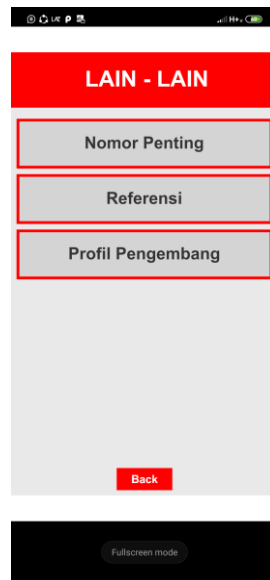 H+
LAIN - LAIN
Nomor Penting
Referensi
Profil Pengembang
Back
Fullscreen mode